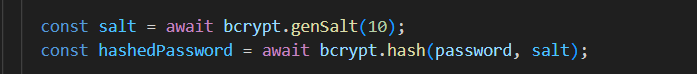 const salt = await bcrypt.genSalt(10);
const hashedPassword = await bcrypt.hash(password, salt);